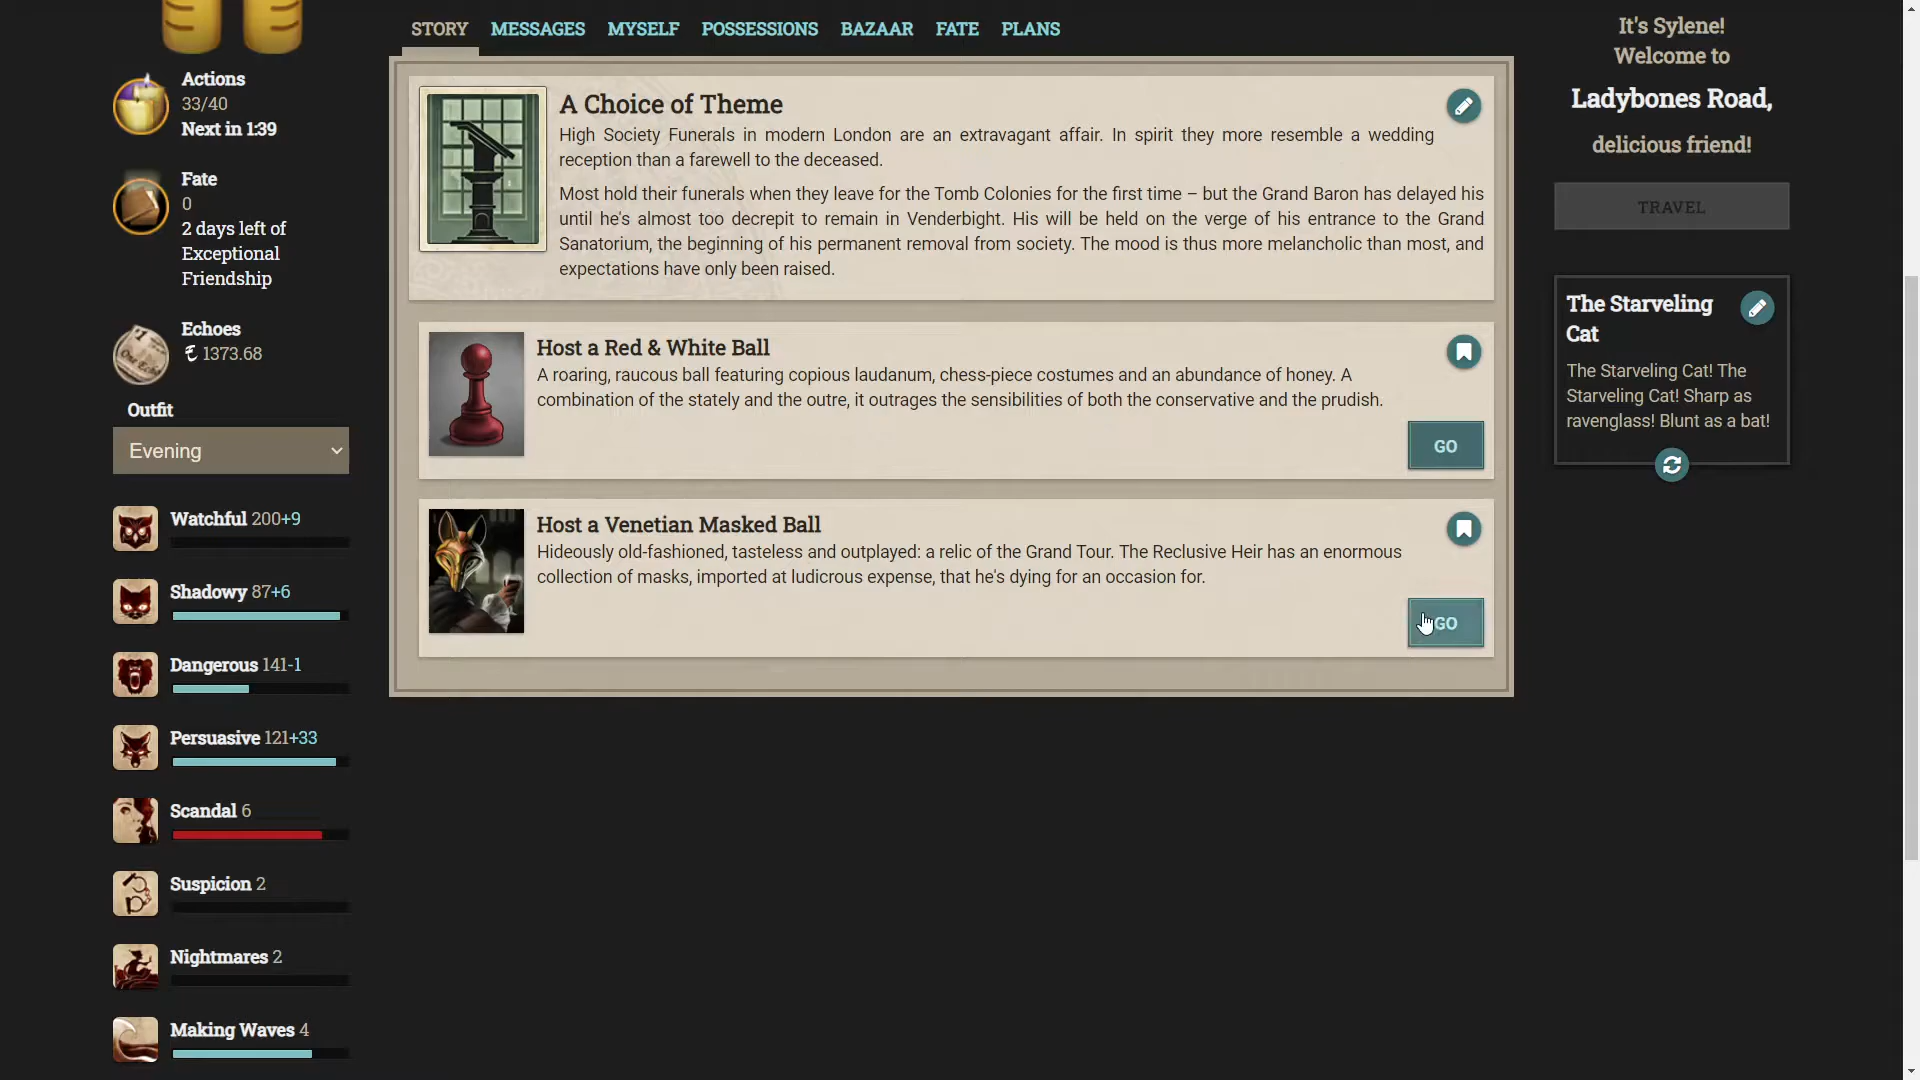 STORY MESSAGES MYSELF POSSESSIONS BAZAAR FATE PLANS
Actions
33/40
Next in 1:39
Fate
0
2 days left of
Exceptional
Friendship
Echoes
1373.68
Outfit
Evening
Watchful 200+9
Shadowy 87+6
Dangerous 141-1
Persuasive 121+33
Scandal 6
Suspicion 2
Nightmares 2
Making Waves 4
A Choice of Theme
High Society Funerals in modern London are an extravagant affair. In spirit they more resemble a wedding
reception than a farewell to the deceased.
Most hold their funerals when they leave for the Tomb Colonies for the first time – but the Grand Baron has delayed his
until he's almost too decrepit to remain in Venderbight. His will be held on the verge of his entrance to the Grand
Sanatorium, the beginning of his permanent removal from society. The mood is thus more melancholic than most, and
expectations have only been raised.
Host a Red & White Ball
A roaring, raucous ball featuring copious laudanum, chess-piece costumes and an abundance of honey. A
combination of the stately and the outre, it outrages the sensibilities of both the conservative and the prudish.
GO
Host a Venetian Masked Ball
Hideously old-fashioned, tasteless and outplayed: a relic of the Grand Tour. The Reclusive Heir has an enormous
collection of masks, imported at ludicrous expense, that he's dying for an occasion for.
GO
It's Sylene!
Welcome to
Ladybones Road,
delicious friend!
TRAVEL
The Starveling
Cat
The Starveling Cat! The
Starveling Cat! Sharp as
ravenglass! Blunt as a bat!